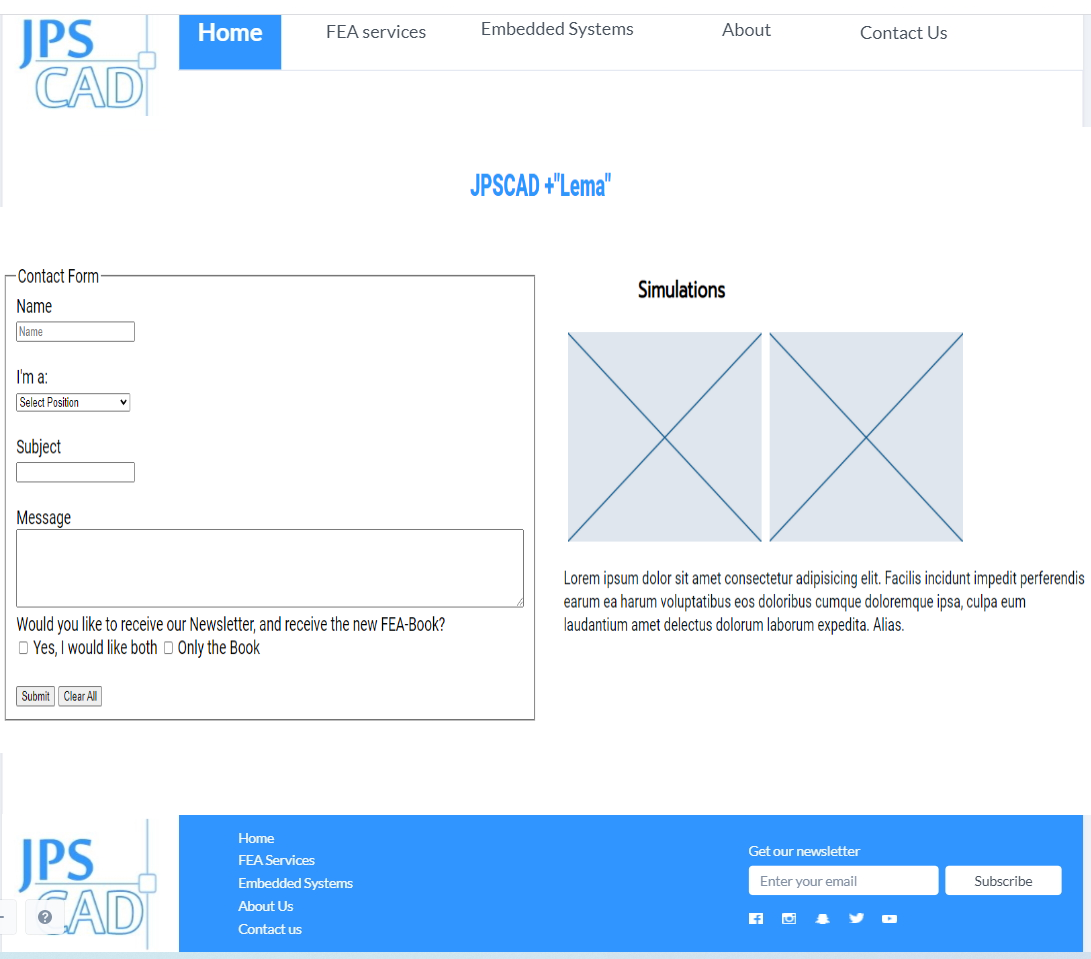 JPS
CAD
Home FEA services Embedded Systems About Contact Us
JPSCAD +"Lema"
Contact Form
Name
Name
I'm a:
Select Position
Subject
Message
Would you like to receive our Newsletter, and receive the new FEA-Book?
Yes, I would like both Only the Book
Submit Clear All
Simulations
Lorem ipsum dolor sit amet consectetur adipisicing elit. Facilis incidunt impedit perferendis
earum ea harum voluptatibus eos doloribus cumque doloremque ipsa, culpa eum
laudantium amet delectus dolorum laborum expedita. Alias.
JPS
CAD
?
Home
FEA Services
Embedded Systems
About Us
Contact us
Get our newsletter
Enter your email Subscribe